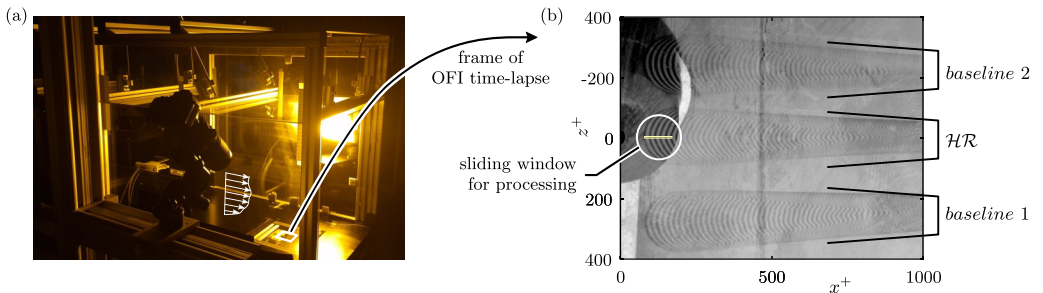 (a)
frame of
OFI time-lapse
(b)
400
-200
0
200
400
z+
0
500
1000
x+
sliding window
for processing
baseline 2
HR
baseline 1